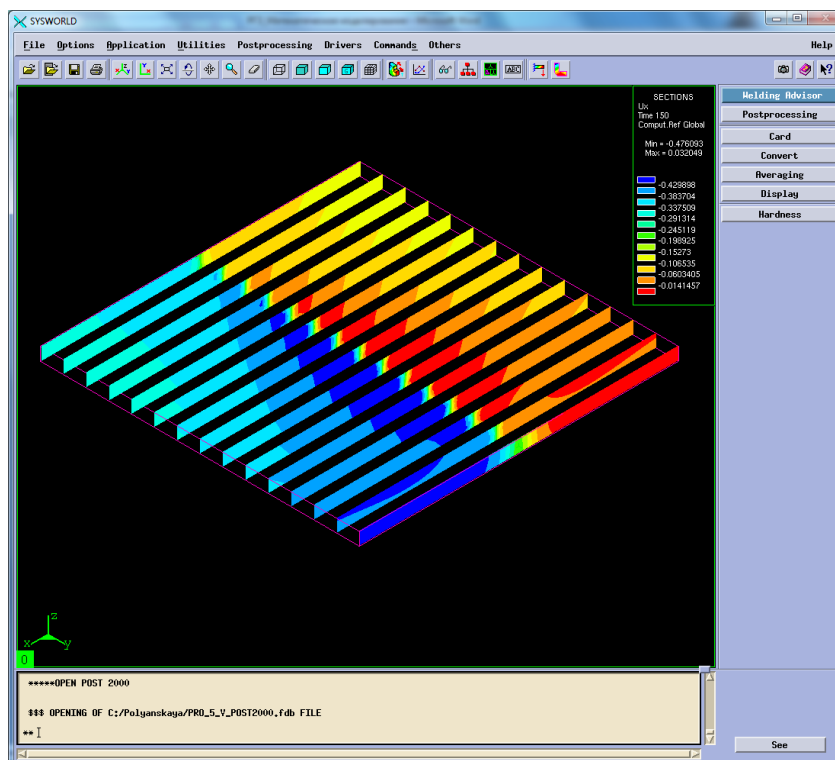 SYSWORLD
File Options Application Utilities Postprocessing Drivers Commands Others Help
ABC
SECTIONS
Ux
Time 150
Comput.Ref Global
Min = -0.476093
Max = 0.032049
-0.429898
-0.383704
-0.337509
-0.291314
-0.245119
-0.198925
-0.15273
-0.106535
-0.0603405
-0.0141457
Welding Advisor
Postprocessing
Card
Convert
Averaging
Display
Hardness
z
x
y
0
*****OPEN POST 2000
$$$ OPENING OF C:/Polyanskaya/PRO_5_V_POST2000.fdb FILE
**
See